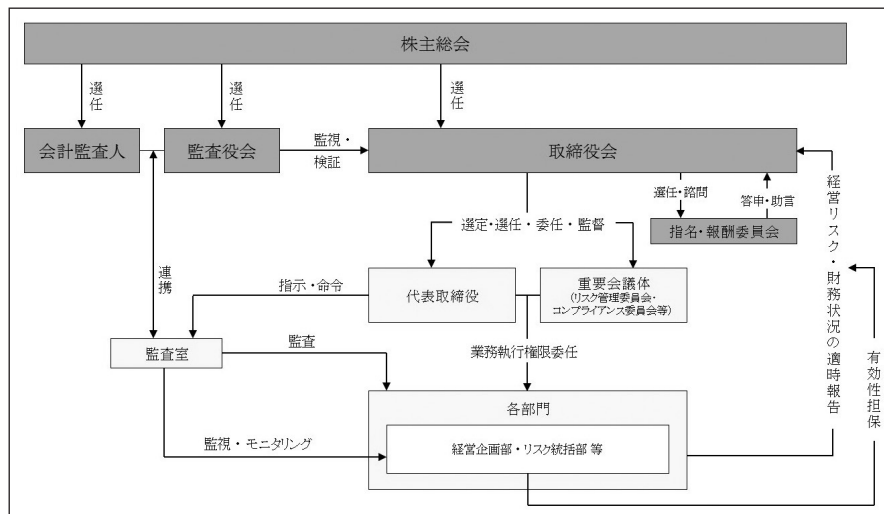 株主総会
選任
選任
選任
会計監査人
監査役会
監視・
検証
取締役会
選任・諮問
答申・助言
指名・報酬委員会
経営リスク・財務状況の適時報告
選定・選任・委任・監督
連携
指示・命令
代表取締役
重要会議体
(リスク管理委員会・
コンプライアンス委員会等)
監査室
監査
業務執行権限委任
有効性担保
各部門
監視・モニタリング
経営企画部・リスク統括部 等